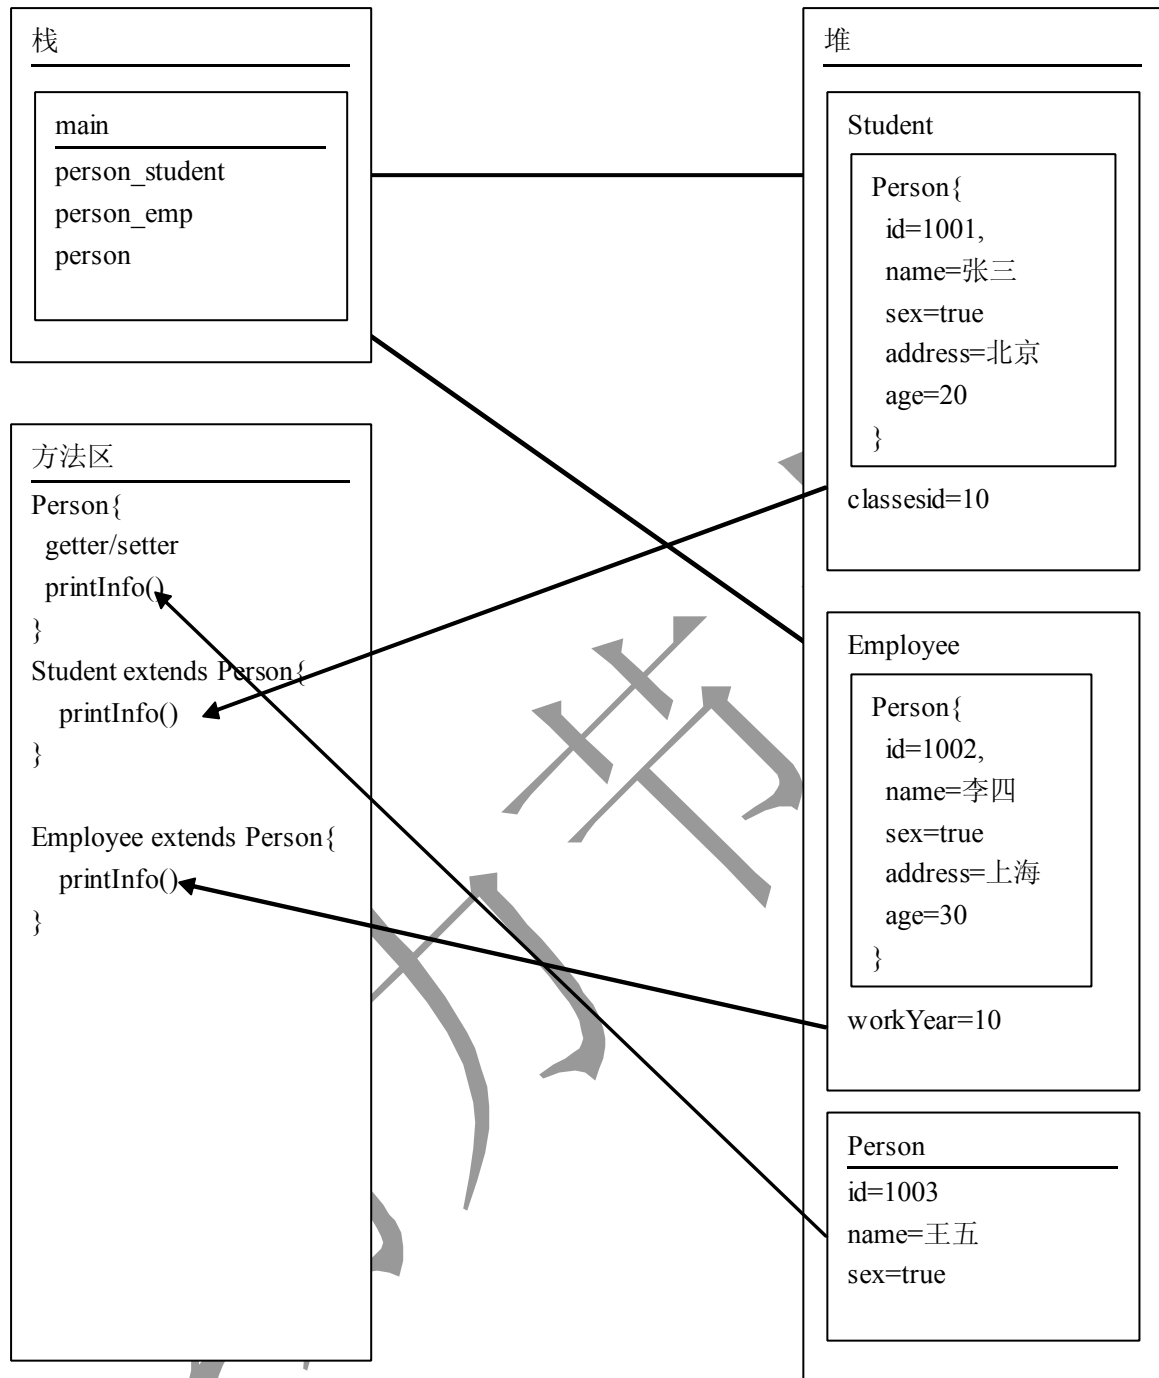 栈
main
person_student
person_emp
person
方法区
Person{
getter/setter
printInfo()
}
Student extends Person{
printInfo()
}
Employee extends Person{
printInfo()
}
堆
Student
Person{
id=1001,
name=张三
sex=true
address=北京
age=20
}
classesid=10
Employee
Person{
id=1002,
name=李四
sex=true
address=上海
age=30
}
workYear=10
Person
id=1003
name=王五
sex=true